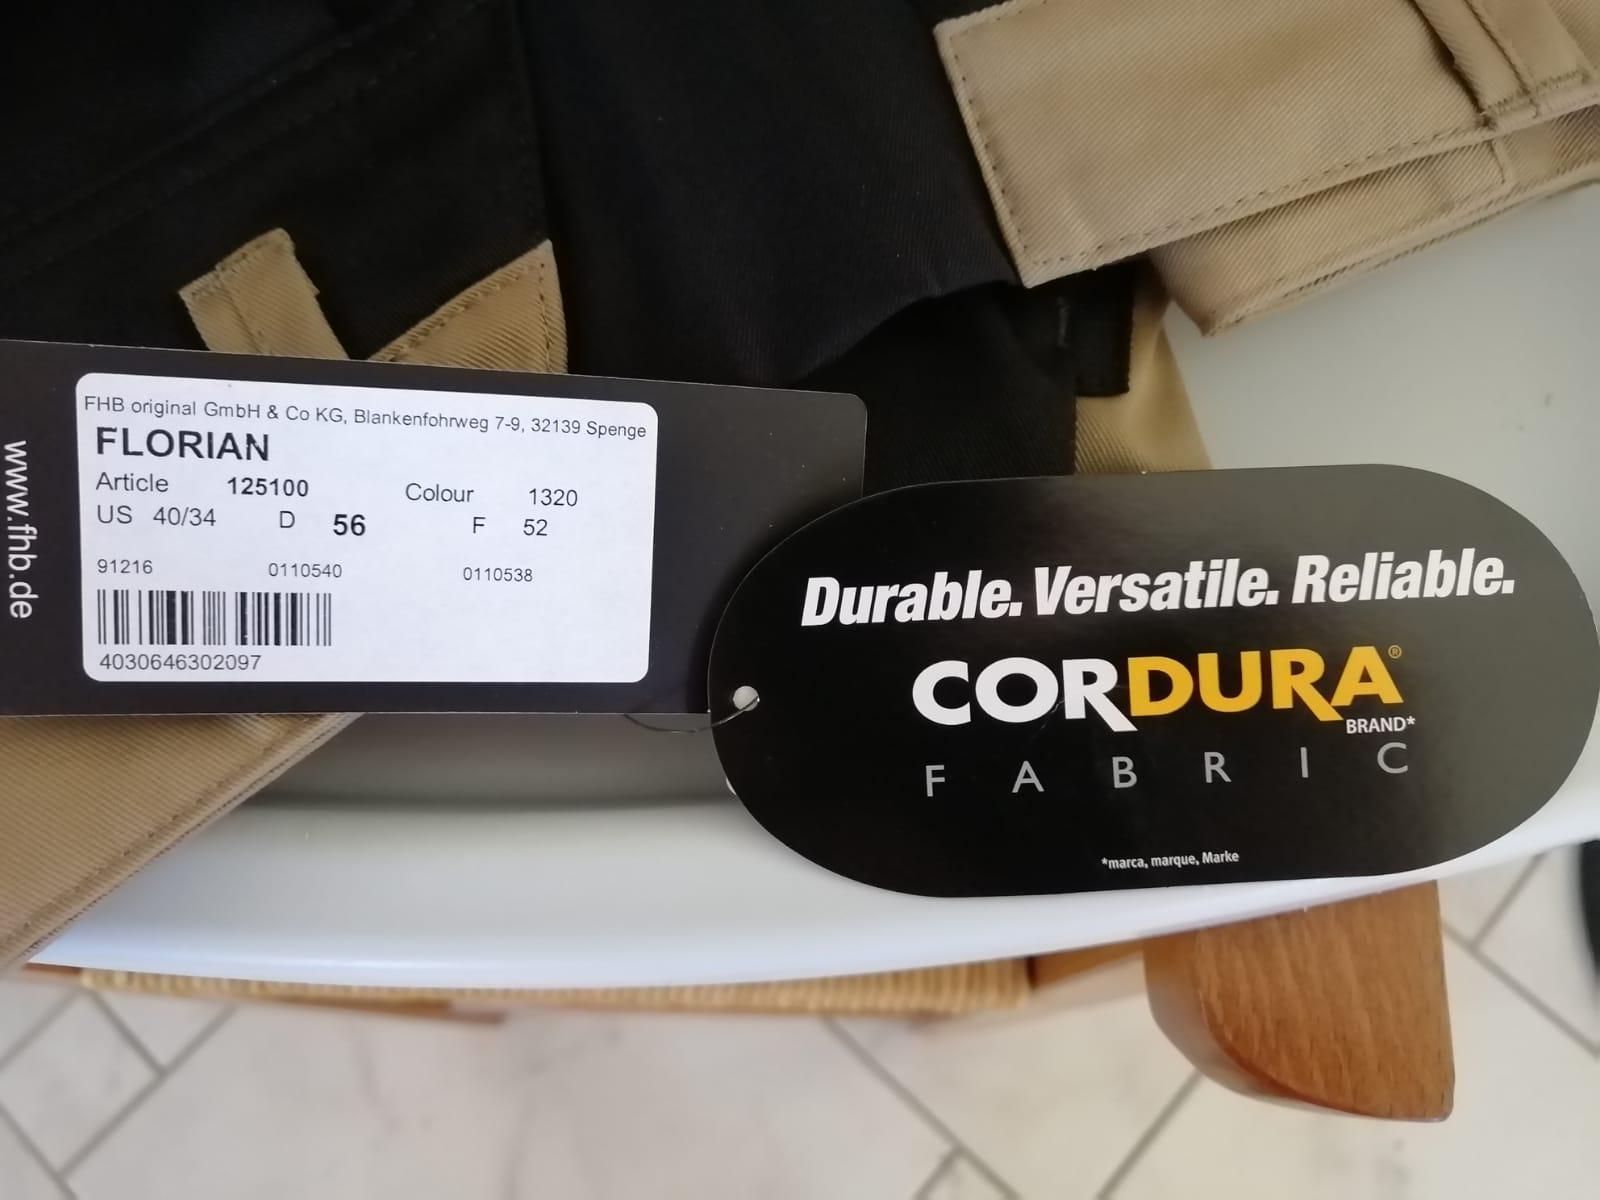 www.fhb.de
FHB original GmbH & Co KG, Blankenfohrweg 7-9, 32139 Spenge
FLORIAN
Article 125100 Colour 1320
US 40/34 D 56 F 52
91216 0110540 0110538
4030646302097
Durable. Versatile. Reliable.
CORDURA®
BRAND*
FABRIC
*marca, marque, Marke